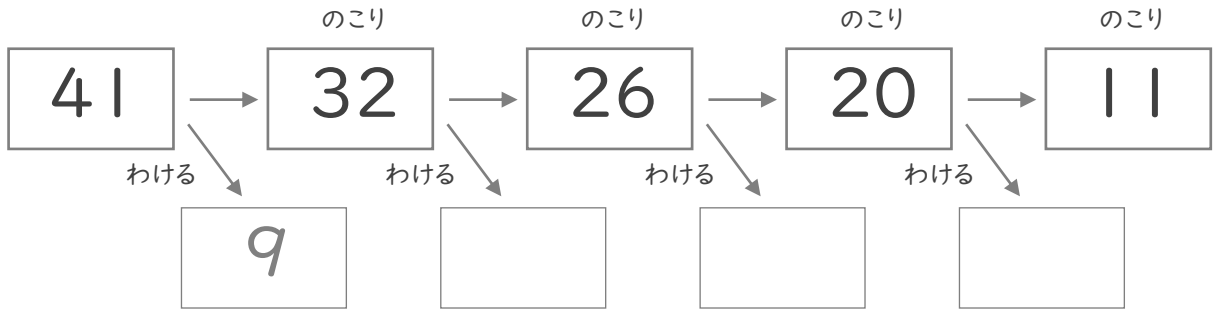 のこり のこり のこり のこり
41 32 26 20 11
わける わける わける わける
9